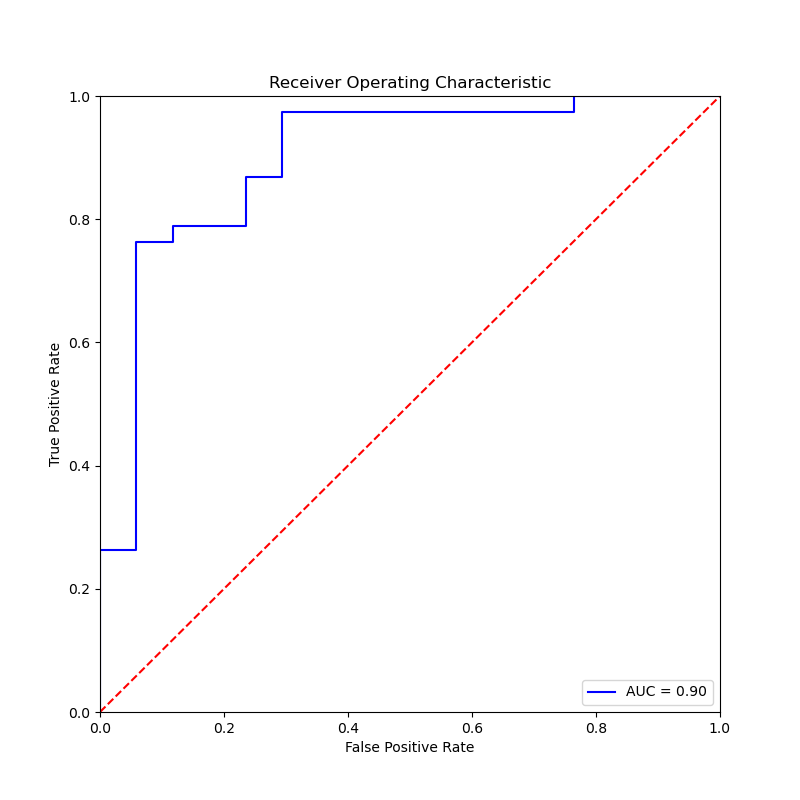 Receiver Operating Characteristic
1.0
0.8
0.6
0.4
0.2
0.0
True Positive Rate
AUC = 0.90
0.0 0.2 0.4 0.6 0.8 1.0
False Positive Rate